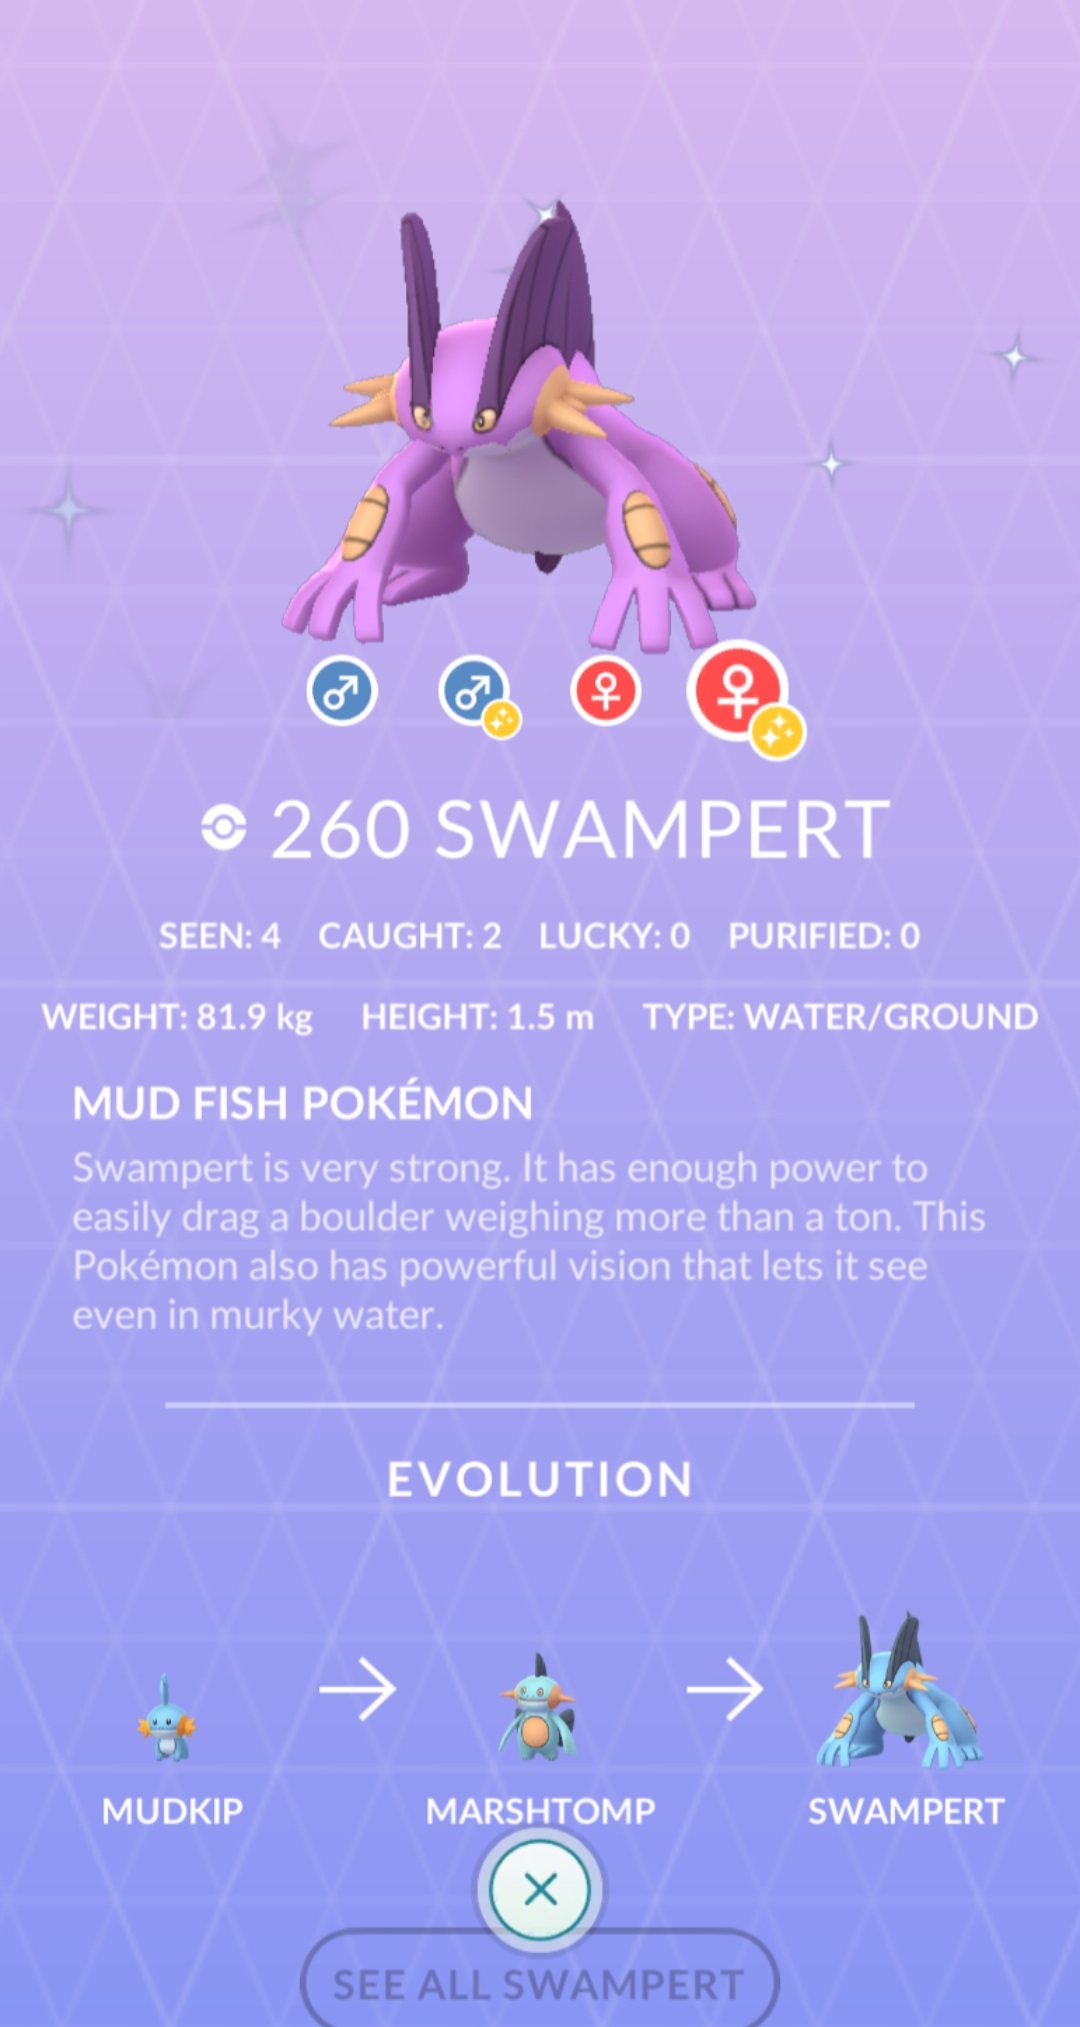 260 SWAMPERT
SEEN: 4 CAUGHT: 2 LUCKY: 0 PURIFIED: 0
WEIGHT: 81.9 kg HEIGHT: 1.5 m TYPE: WATER/GROUND
MUD FISH POKÉMON
Swampert is very strong. It has enough power to
easily drag a boulder weighing more than a ton. This
Pokémon also has powerful vision that lets it see
even in murky water.
EVOLUTION
MUDKIP MARSHTOMP SWAMPERT
SEE ALL SWAMPERT